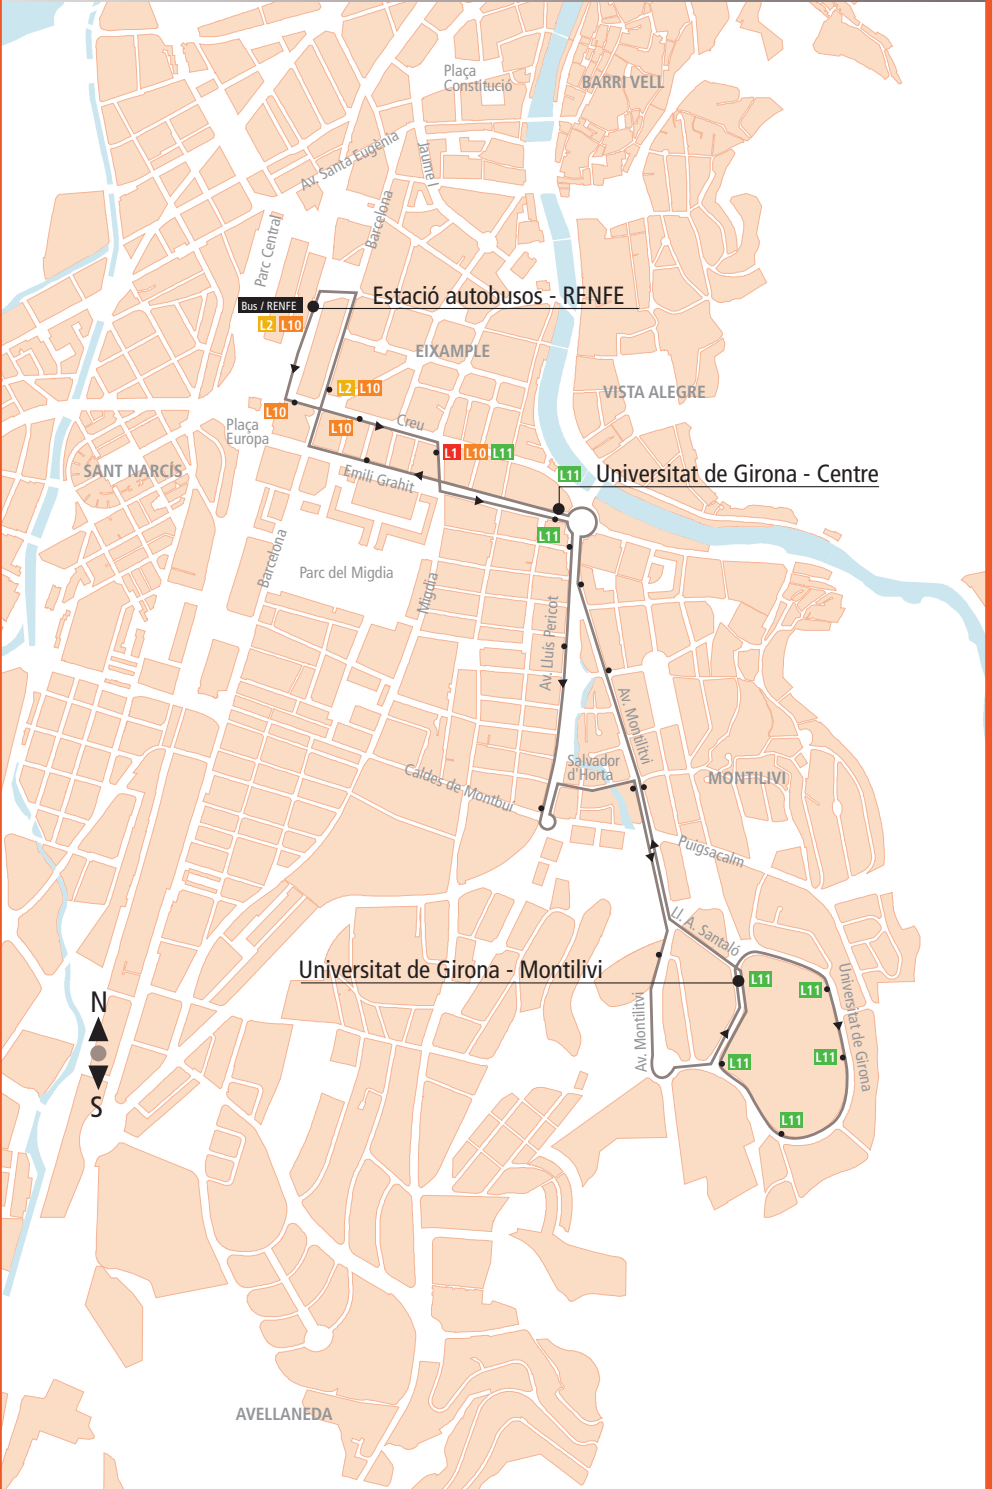 Plaça
Constitució
BARRI VELL
Av. Santa Eugènia
Jaume I
Barcelona
Parc Central
Bus / RENFE
Estació autobusos - RENFE
L2 L10
EIXAMPLE
L2 L10
VISTA ALEGRE
L10
Creu
L10
Plaça
Europa
L1 L10 L11
SANT NARCÍS
Emili Grahit
L11
Universitat de Girona - Centre
L11
Barcelona
Parc del Migdia
Migdia
Av. Lluís Pericot
Av. Montilitvi
Salvador
d'Horta
Caldes de Montbui
MONTILIVI
Puigsacalm
Ll. A. Santaló
Universitat de Girona - Montilivi
L11
L11
Universitat de Girona
Av. Montilitvi
N
L11
L11
S
L11
AVELLANEDA